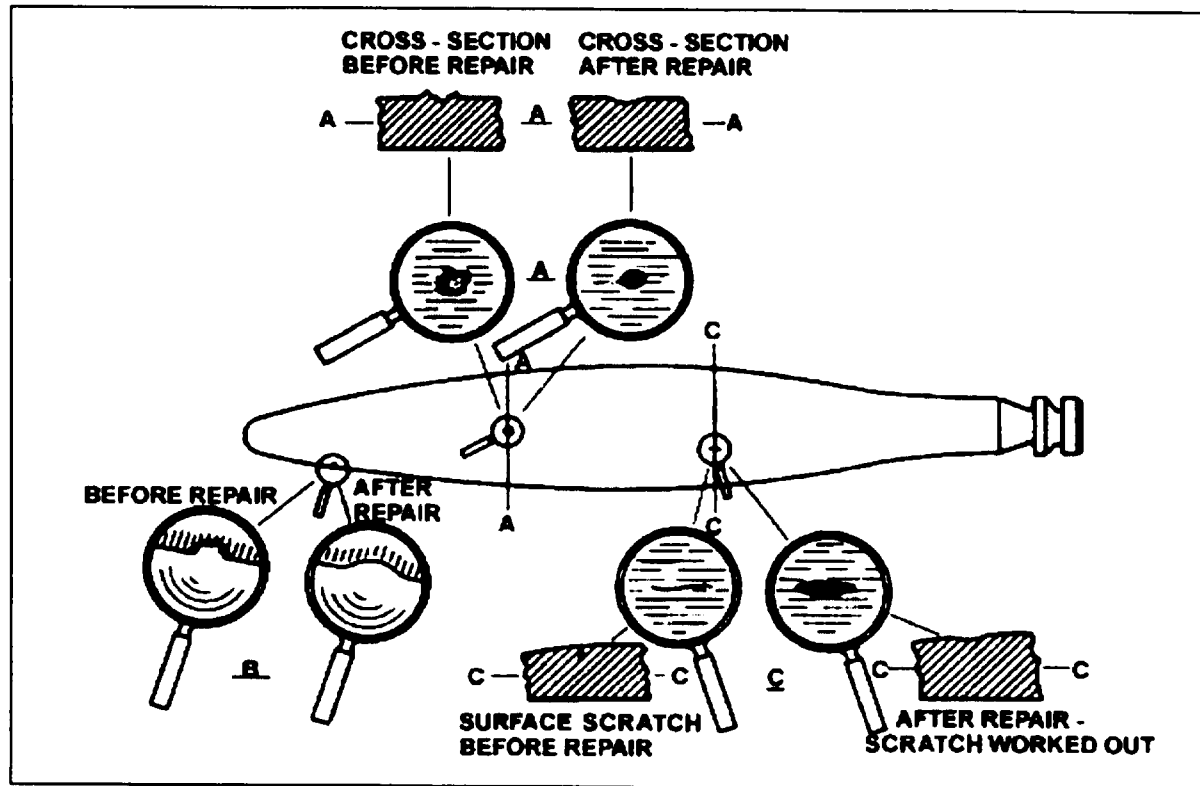 CROSS - SECTION
BEFORE REPAIR
CROSS - SECTION
AFTER REPAIR
A
A
A
A
A
C
BEFORE REPAIR
AFTER
REPAIR
A
C
B
C
C
C
C
C
SURFACE SCRATCH
BEFORE REPAIR
AFTER REPAIR -
SCRATCH WORKED OUT